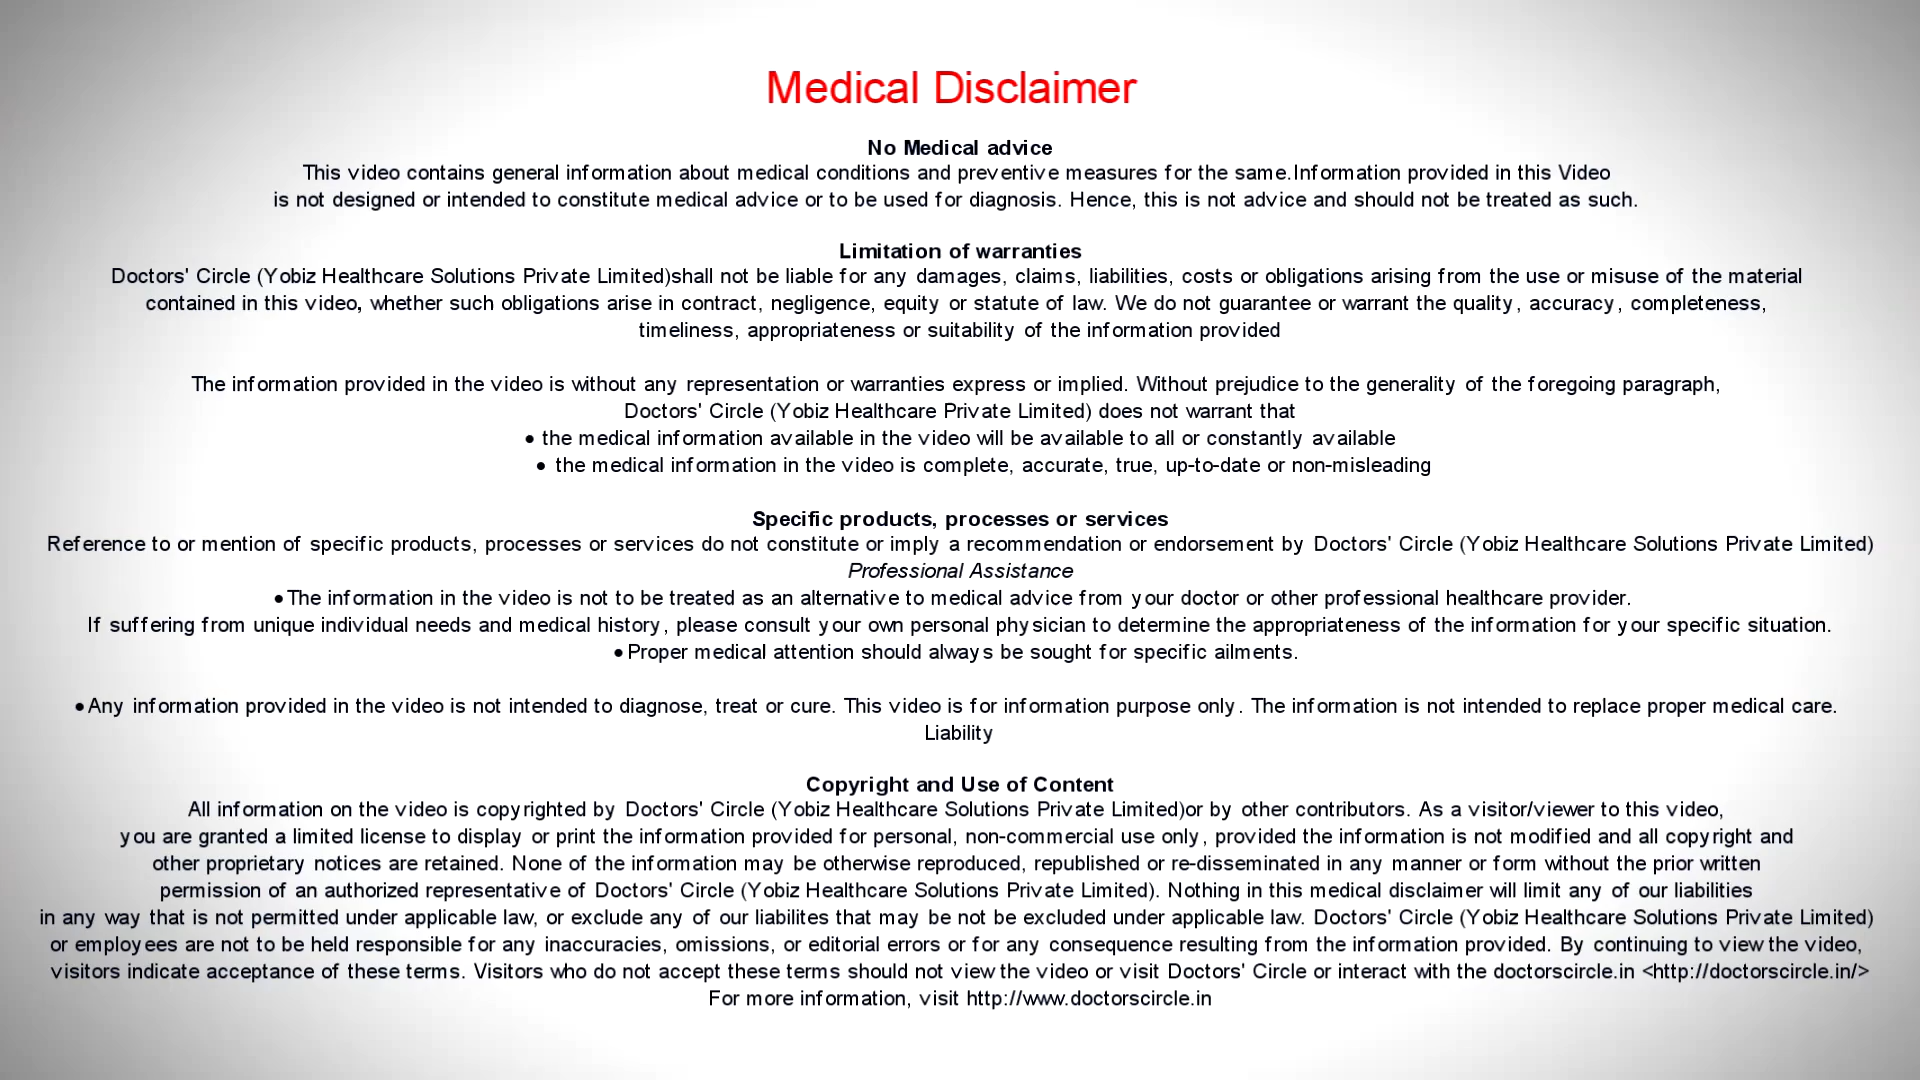 Medical Disclaimer
No Medical advice
This video contains general information about medical conditions and preventive measures for the same.Information provided in this Video
is not designed or intended to constitute medical advice or to be used for diagnosis. Hence, this is not advice and should not be treated as such.
Limitation of warranties
Doctors' Circle (Yobiz Healthcare Solutions Private Limited)shall not be liable for any damages, claims, liabilities, costs or obligations arising from the use or misuse of the material
contained in this video, whether such obligations arise in contract, negligence, equity or statute of law. We do not guarantee or warrant the quality, accuracy, completeness,
timeliness, appropriateness or suitability of the information provided
The information provided in the video is without any representation or warranties express or implied. Without prejudice to the generality of the foregoing paragraph,
Doctors' Circle (Yobiz Healthcare Private Limited) does not warrant that
• the medical information available in the video will be available to all or constantly available
• the medical information in the video is complete, accurate, true, up-to-date or non-misleading
Specific products, processes or services
Reference to or mention of specific products, processes or services do not constitute or imply a recommendation or endorsement by Doctors' Circle (Yobiz Healthcare Solutions Private Limited)
Professional Assistance
•The information in the video is not to be treated as an alternative to medical advice from your doctor or other professional healthcare provider.
If suffering from unique individual needs and medical history, please consult your own personal physician to determine the appropriateness of the information for your specific situation.
•Proper medical attention should always be sought for specific ailments.
•Any information provided in the video is not intended to diagnose, treat or cure. This video is for information purpose only. The information is not intended to replace proper medical care.
Liability
Copyright and Use of Content
All information on the video is copyrighted by Doctors' Circle (Yobiz Healthcare Solutions Private Limited)or by other contributors. As a visitor/viewer to this video,
you are granted a limited license to display or print the information provided for personal, non-commercial use only, provided the information is not modified and all copyright and
other proprietary notices are retained. None of the information may be otherwise reproduced, republished or re-disseminated in any manner or form without the prior written
permission of an authorized representative of Doctors' Circle (Yobiz Healthcare Solutions Private Limited). Nothing in this medical disclaimer will limit any of our liabilities
in any way that is not permitted under applicable law, or exclude any of our liabilites that may be not be excluded under applicable law. Doctors' Circle (Yobiz Healthcare Solutions Private Limited)
or employees are not to be held responsible for any inaccuracies, omissions, or editorial errors or for any consequence resulting from the information provided. By continuing to view the video,
visitors indicate acceptance of these terms. Visitors who do not accept these terms should not view the video or visit Doctors' Circle or interact with the doctorscircle.in <http://doctorscircle.in/>
For more information, visit http://www.doctorscircle.in